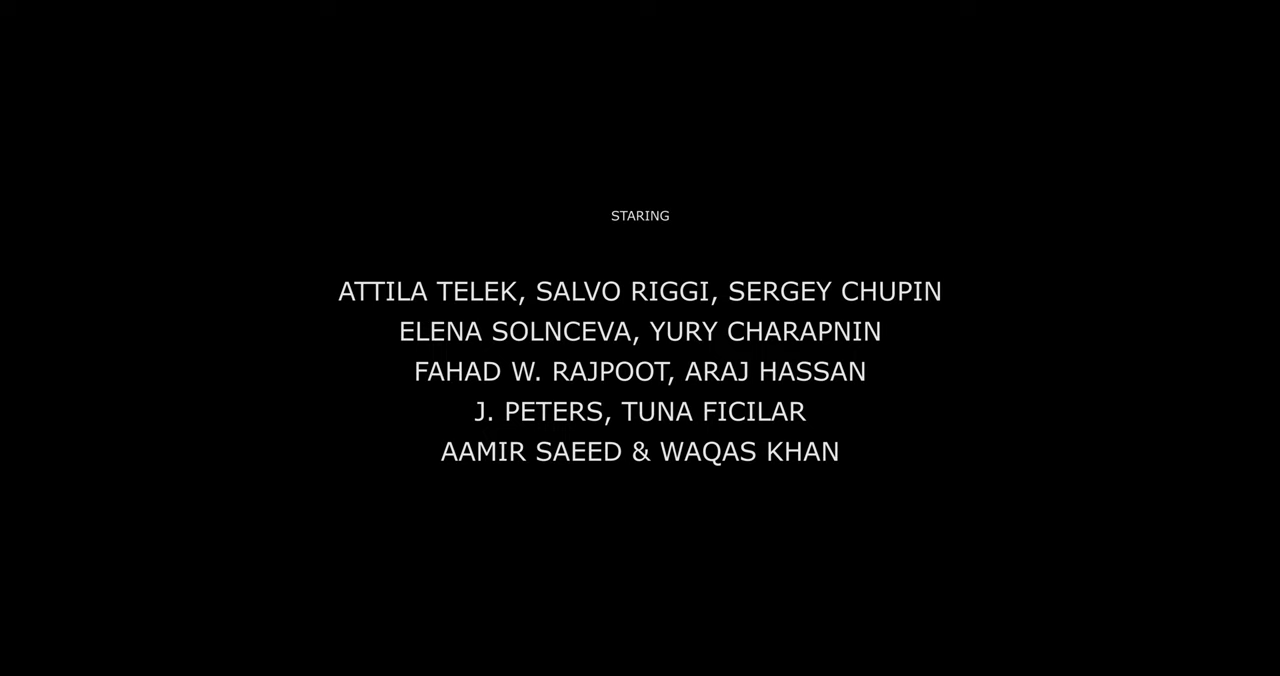 STARING
ATTILA TELEK, SALVO RIGGI, SERGEY CHUPIN
ELENA SOLNCEVA, YURY CHARAPNIN
FAHAD W. RAJPOOT, ARAJ HASSAN
J. PETERS, TUNA FICILAR
AAMIR SAEED & WAQAS KHAN